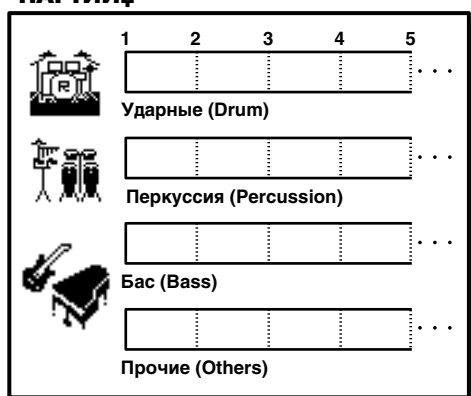 1 2 3 4 5
R
Ударные (Drum)
Перкуссия (Percussion)
Бас (Bass)
Прочие (Others)